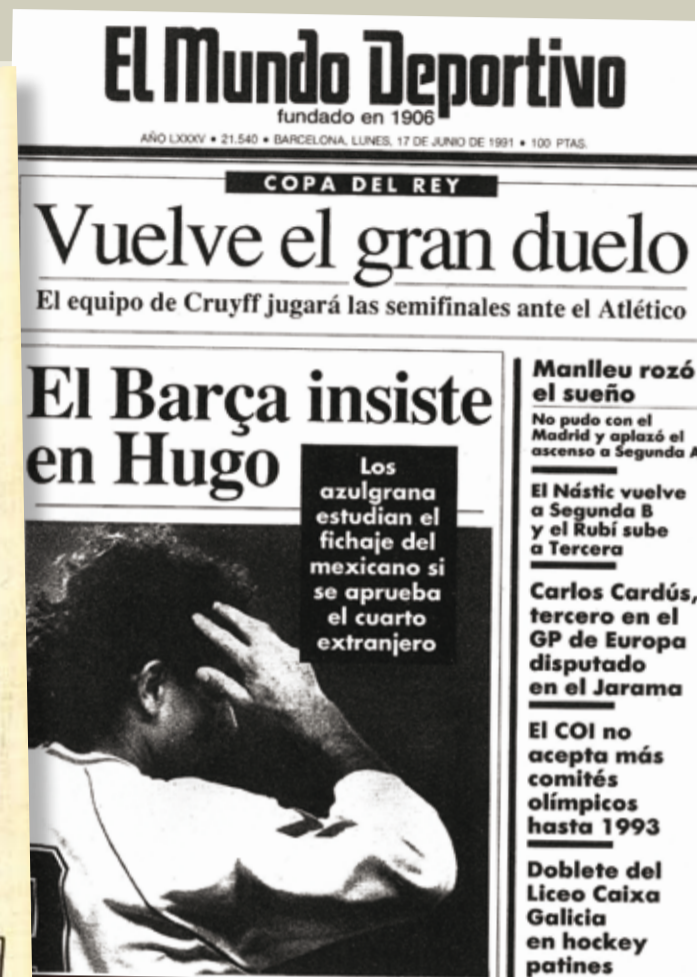 El Mundo Deportivo
fundado en 1906
AÑO LXXXV • 21.540 • BARCELONA, LUNES, 17 DE JUNIO DE 1991 • 100 PTAS.
COPA DEL REY
Vuelve el gran duelo
El equipo de Cruyff jugará las semifinales ante el Atlético
El Barça insiste
en Hugo
Los
azulgrana
estudian el
fichaje del
mexicano si
se aprueba
el cuarto
extranjero
Manlleu rozó
el sueño
No pudo con el
Madrid y aplazó el
ascenso a Segunda A
El Nástic vuelve
a Segunda B
y el Rubí sube
a Tercera
Carlos Cardús,
tercero en el
GP de Europa
disputado
en el Jarama
El COI no
acepta más
comités
olímpicos
hasta 1993
Doblete del
Liceo Caixa
Galicia
en hockey
patines